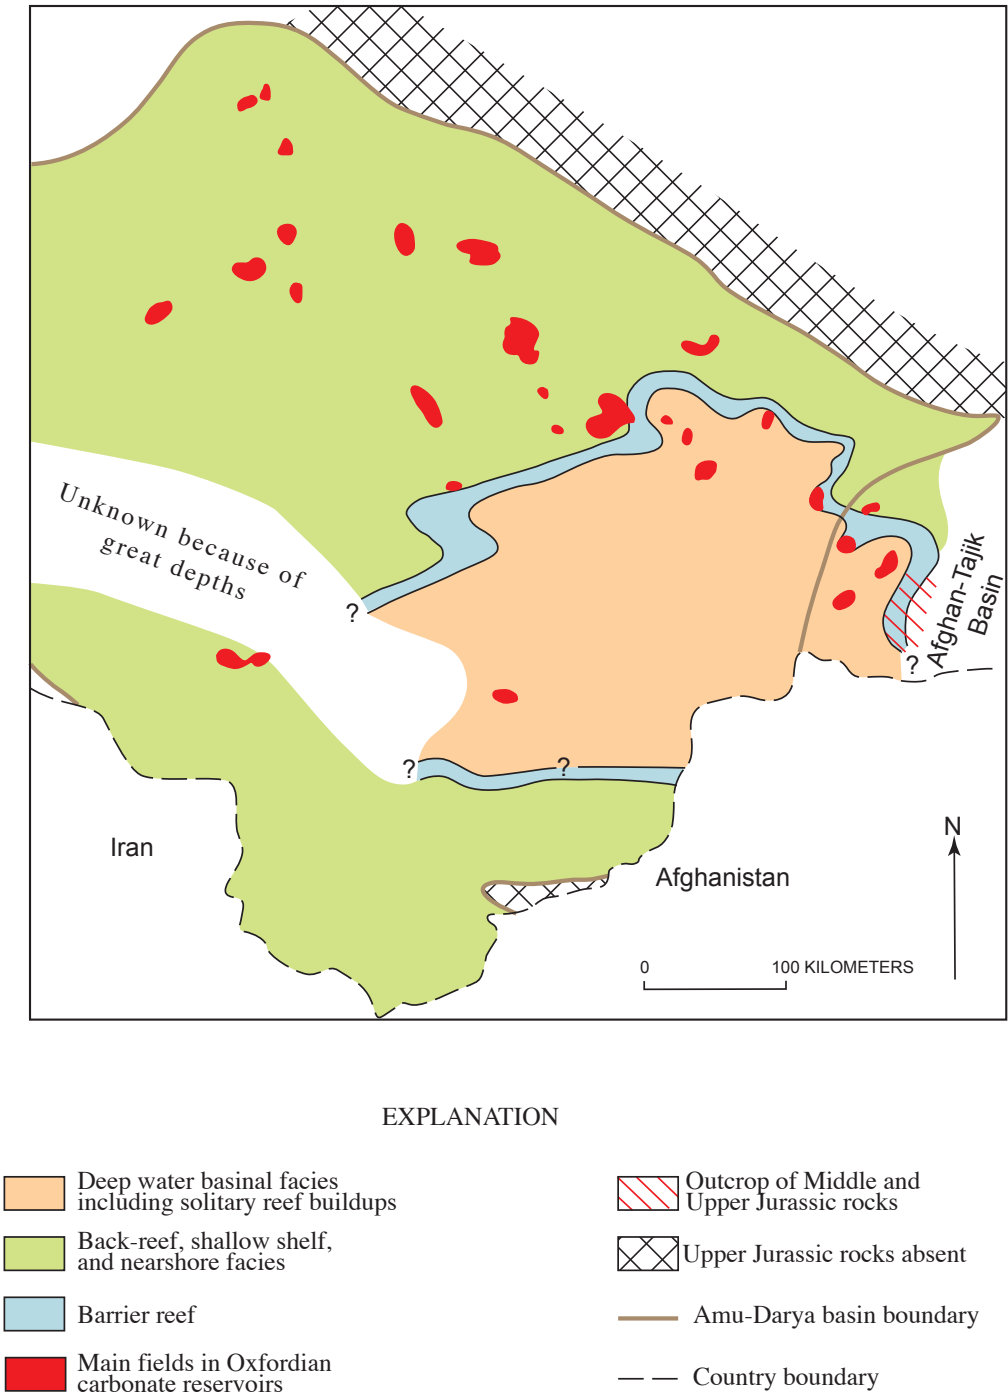 Unknown because of
great depths
?
?
?
?
Afghan-Tajik
Basin
Iran
Afghanistan
N
0
100 KILOMETERS
EXPLANATION
Deep water basinal facies
including solitary reef buildups
Back-reef, shallow shelf,
and nearshore facies
Barrier reef
Main fields in Oxfordian
carbonate reservoirs
Outcrop of Middle and
Upper Jurassic rocks
Upper Jurassic rocks absent
Amu-Darya basin boundary
Country boundary